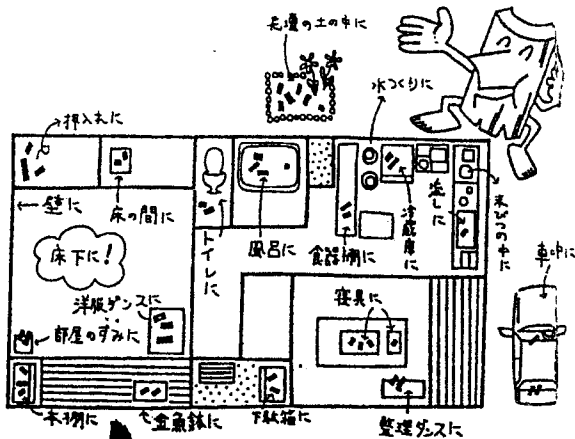 花壇の土の中に
水つくりに
押入れに
床の間に
壁に
床下に!
洋服ダンスに
部屋のすみに
本棚に
金魚鉢に
下駄箱に
トイレに
風呂に
食器棚に
冷蔵庫に
流しに
米びつの中に
寝具に
整理ダンスに
車中に